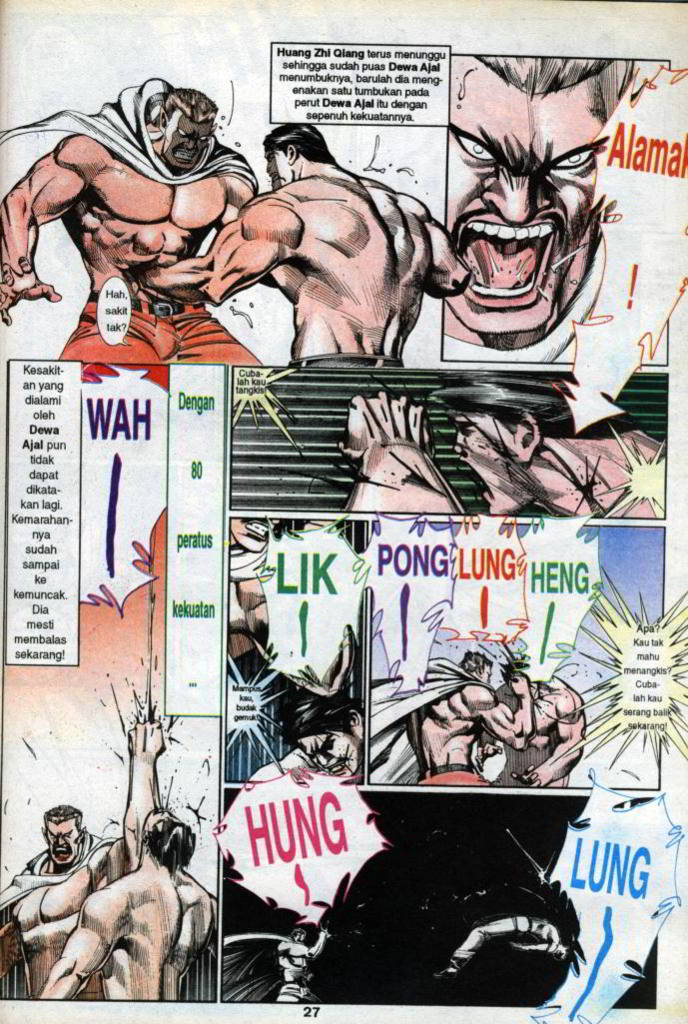 Huang Zhi Qiang terus menunggu
sehingga sudah puas Dewa Ajal
menumbuknya, barulah dia meng-
enakan satu tumbukan pada
perut Dewa Ajal itu dengan
sepenuh kekuatannya.
Alamak
!
Hah,
sakit
tak?
Kesakit-
an yang
dialami
oleh
Dewa
Ajal pun
tidak
dapat
dikata-
kan lagi.
Kemarahan-
nya
sudah
sampai
ke
kemuncak.
Dia
mesti
membalas
sekarang!
WAH
!
Dengan
80
peratus
kekuatan
...
Cuba-
lah kau
tangkis!
LIK
!
PONG
!
LUNG
!
HENG
!
Apa?
Kau tak
mahu
menangkis?
Cuba-
lah kau
serang balik
sekarang!
Mampus
kau,
budak
gemuk!
HUNG
!
LUNG
!
27